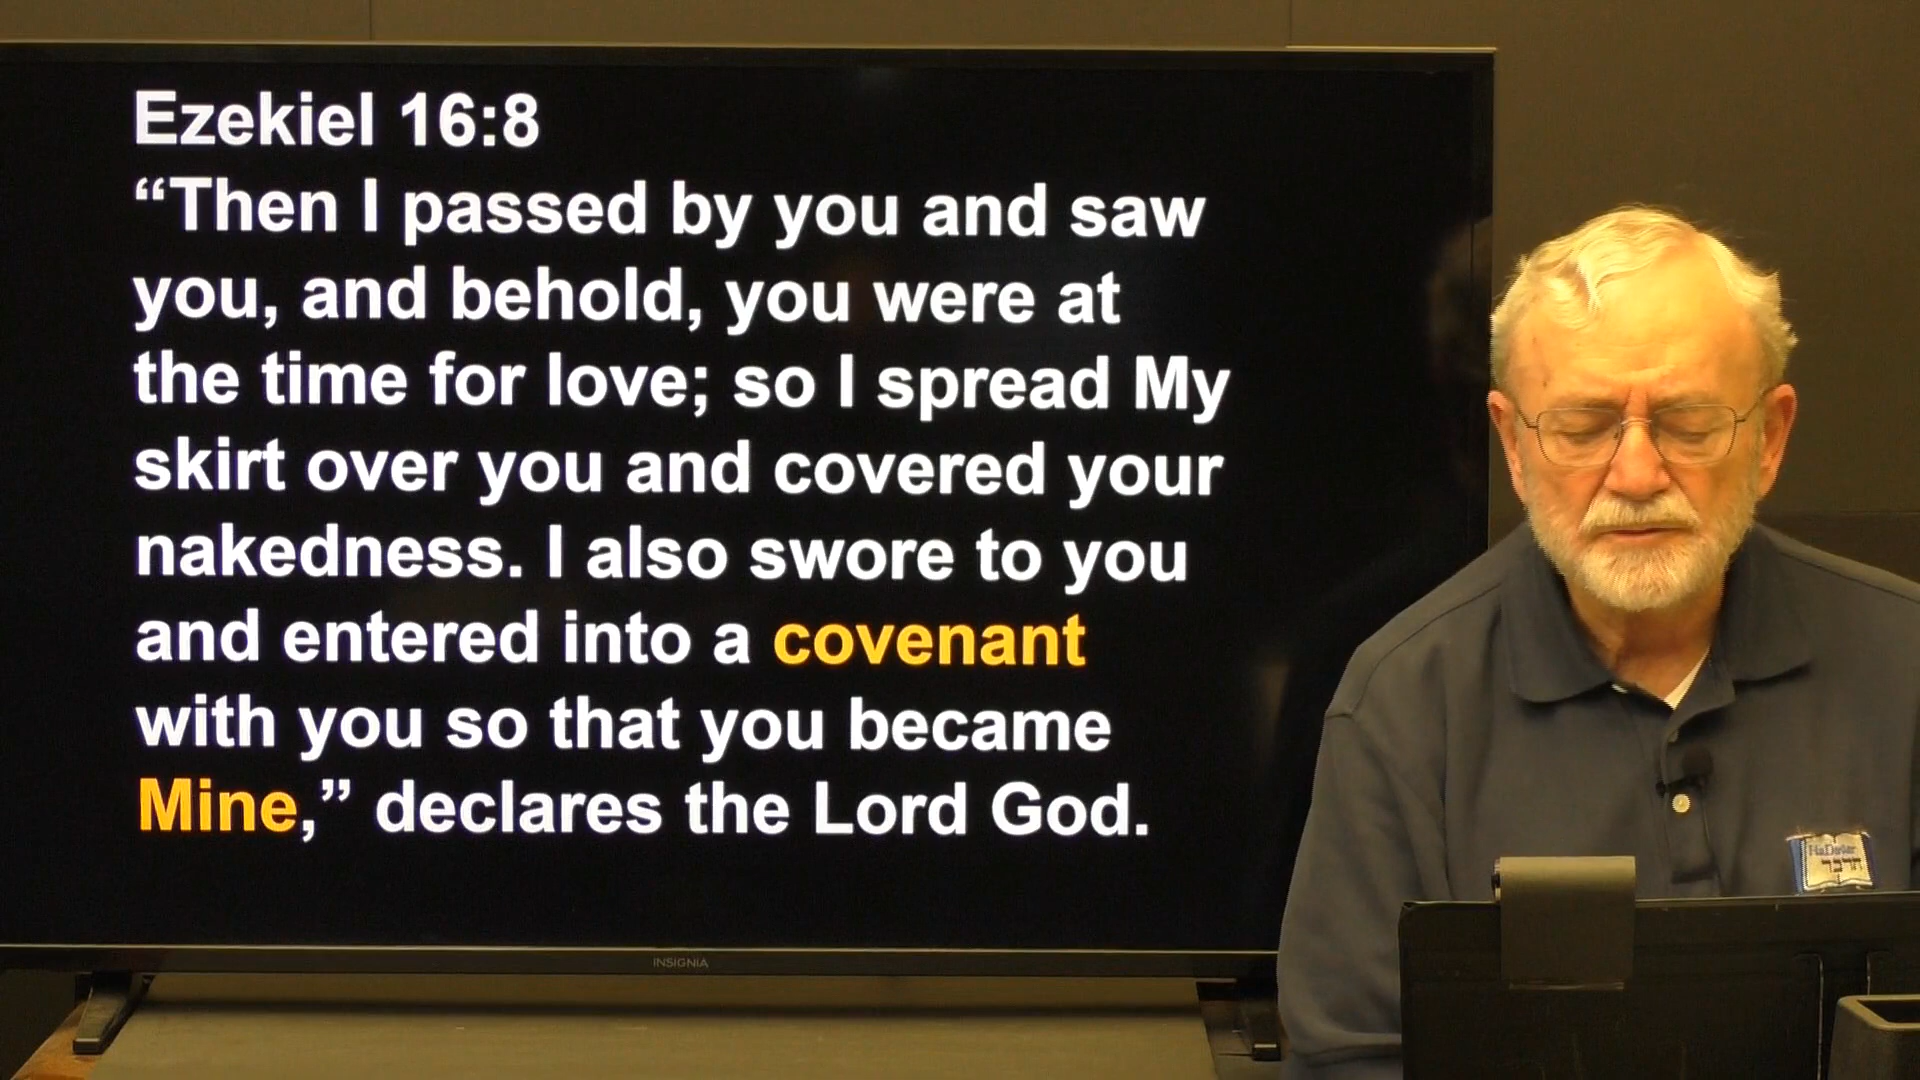 Ezekiel 16:8
“Then I passed by you and saw
you, and behold, you were at
the time for love; so I spread My
skirt over you and covered your
nakedness. I also swore to you
and entered into a covenant
with you so that you became
Mine,” declares the Lord God.
INSIGNIA
HaDavar
הדבר